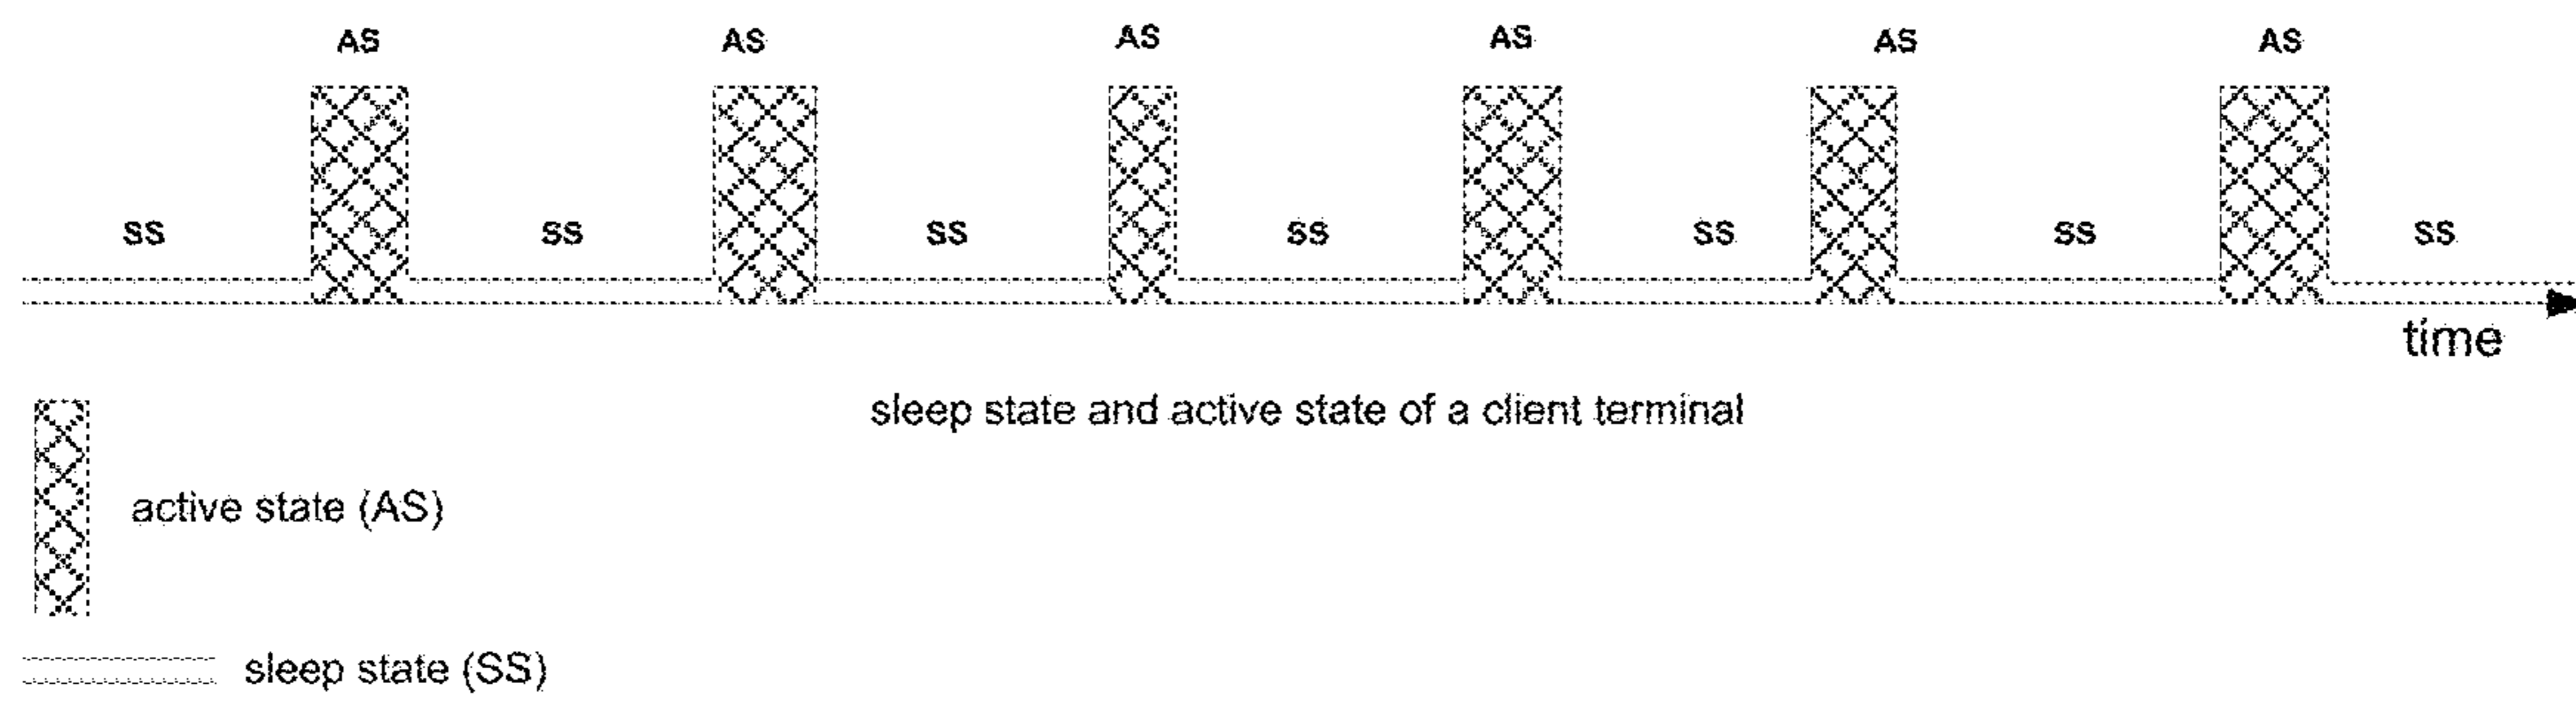 AS AS AS AS AS AS
SS SS SS SS SS SS SS
time
sleep state and active state of a client terminal
active state (AS)
sleep state (SS)